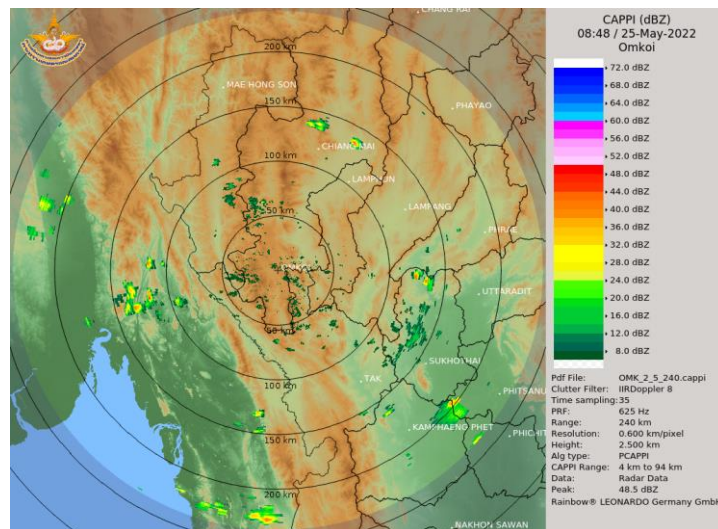 CHANG RAI
200 km
MAE HONG SON
150 km
PHAYAO
CHIANG MAI
100 km
LAMPHUN
50 km
LAMPANG
PHRAE
UTTARADIT
50 km
SUKHOTHAI
100 km
TAK
PHITSANU
KAMPHAENG PHET
PHICHIT
150 km
200 km
NAKHON SAWAN
CAPPI (dBZ)
08:48 / 25-May-2022
Omkoi
72.0 dBZ
68.0 dBZ
64.0 dBZ
60.0 dBZ
56.0 dBZ
52.0 dBZ
48.0 dBZ
44.0 dBZ
40.0 dBZ
36.0 dBZ
32.0 dBZ
28.0 dBZ
24.0 dBZ
20.0 dBZ
16.0 dBZ
12.0 dBZ
8.0 dBZ
Pdf File: OMK_2_5_240.cappi
Clutter Filter: IIRDoppler 8
Time sampling: 35
PRF: 625 Hz
Range: 240 km
Resolution: 0.600 km/pixel
Height: 2.500 km
Alg type: PCAPPI
CAPPI Range: 4 km to 94 km
Data: Radar Data
Peak: 48.5 dBZ
Rainbow® LEONARDO Germany GmbH